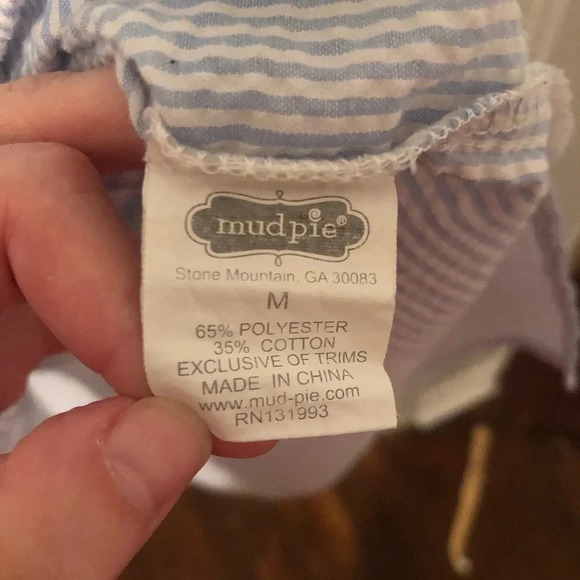 mudpie®
Stone Mountain, GA 30083
M
65% POLYESTER
35% COTTON
EXCLUSIVE OF TRIMS
MADE IN CHINA
www.mud-pie.com
RN131993